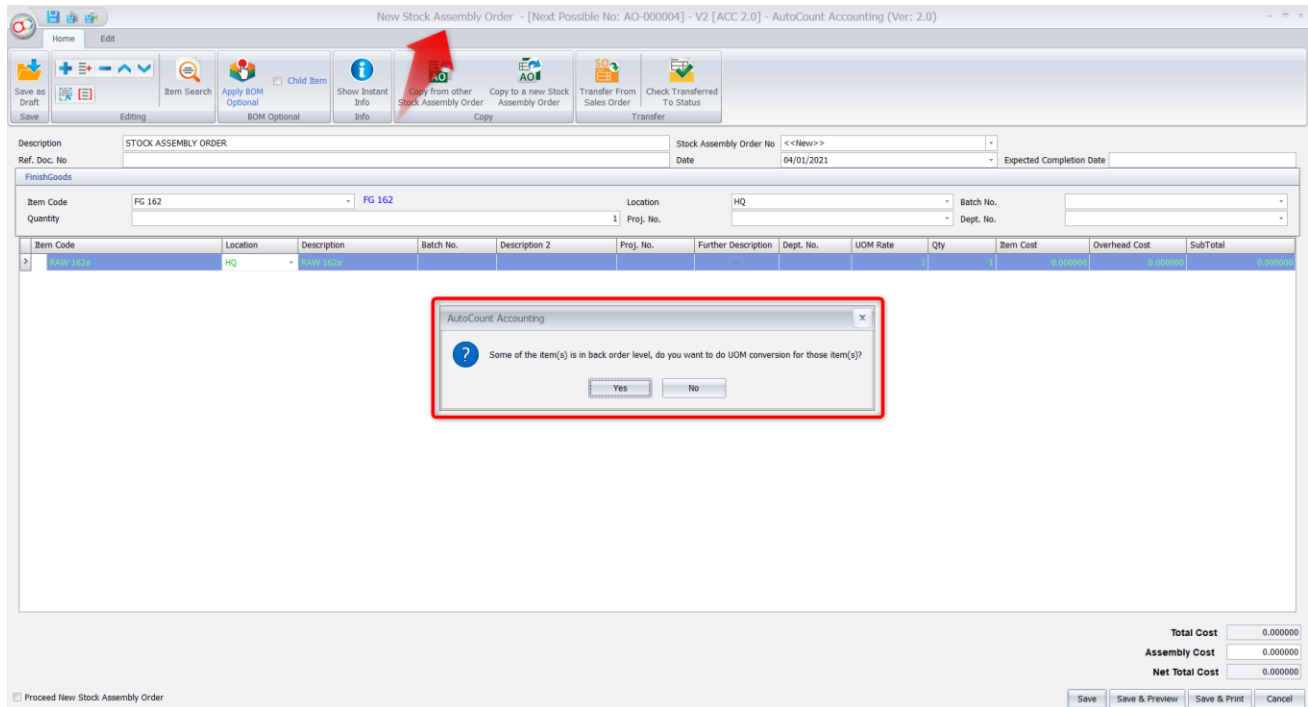 New Stock Assembly Order - [Next Possible No: AO-000004] - V2 [ACC 2.0] - AutoCount Accounting (Ver: 2.0)
Home Edit
Save as Draft
Item Search
Apply BOM Optional
Child Item
Show Instant Info
AO
Copy from other Stock Assembly Order
AO
Copy to a new Stock Assembly Order
SO
Transfer From Sales Order
Check Transferred To Status
Save Editing BOM Optional Info Copy Transfer
Description STOCK ASSEMBLY ORDER Stock Assembly Order No <<New>>
Ref. Doc. No Date 04/01/2021 Expected Completion Date
FinishGoods
Item Code FG 162 FG 162 Location HQ Batch No.
Quantity 1 Proj. No. Dept. No.
Item Code Location Description Batch No. Description 2 Proj. No. Further Description Dept. No. UOM Rate Qty Item Cost Overhead Cost SubTotal
RAW 162a HQ RAW 162a 1 1 0.000000 0.000000 0.000000
AutoCount Accounting x
? Some of the item(s) is in back order level, do you want to do UOM conversion for those item(s)?
Yes No
Total Cost 0.000000
Assembly Cost 0.000000
Net Total Cost 0.000000
Proceed New Stock Assembly Order Save Save & Preview Save & Print Cancel